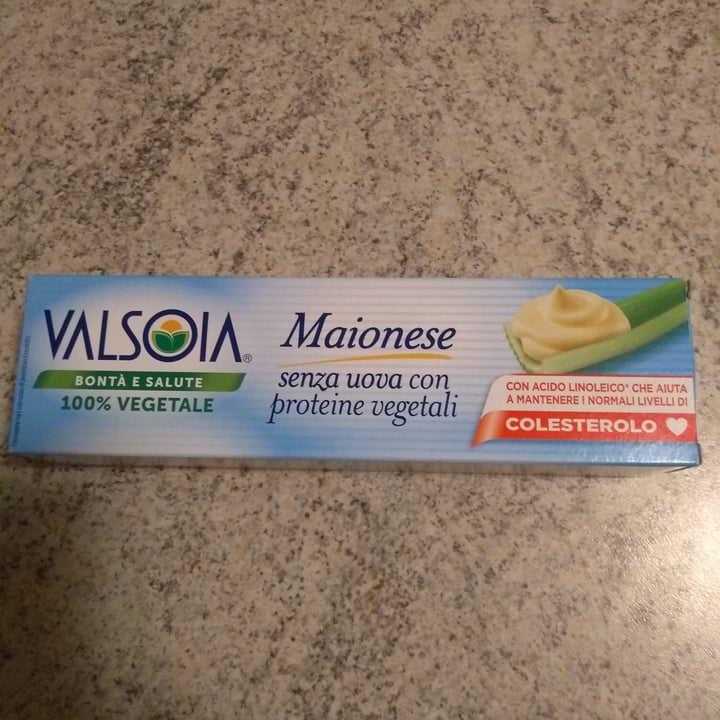 VALSOIA®
BONTÀ E SALUTE
100% VEGETALE
Maionese
senza uova con
proteine vegetali
CON ACIDO LINOLEICO* CHE AIUTA
A MANTENERE I NORMALI LIVELLI DI
COLESTEROLO